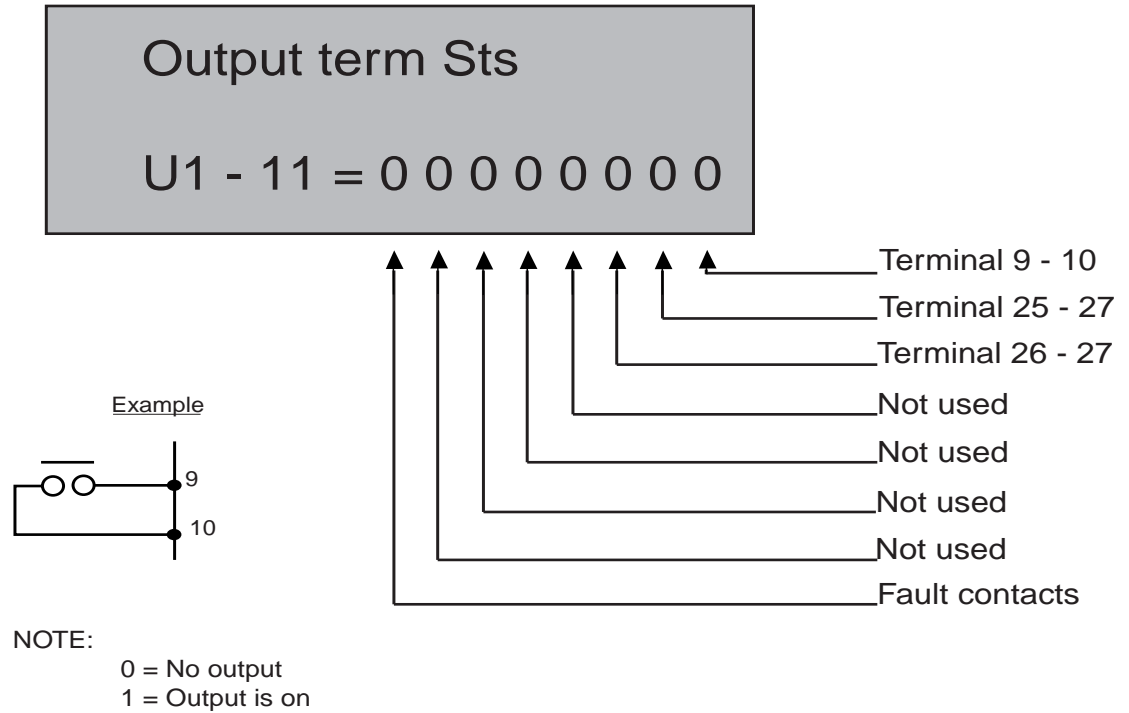 Output term Sts
U1 - 11 = 0 0 0 0 0 0 0 0
Terminal 9 - 10
Terminal 25 - 27
Terminal 26 - 27
Not used
Not used
Not used
Not used
Fault contacts
Example
9
10
NOTE:
0 = No output
1 = Output is on